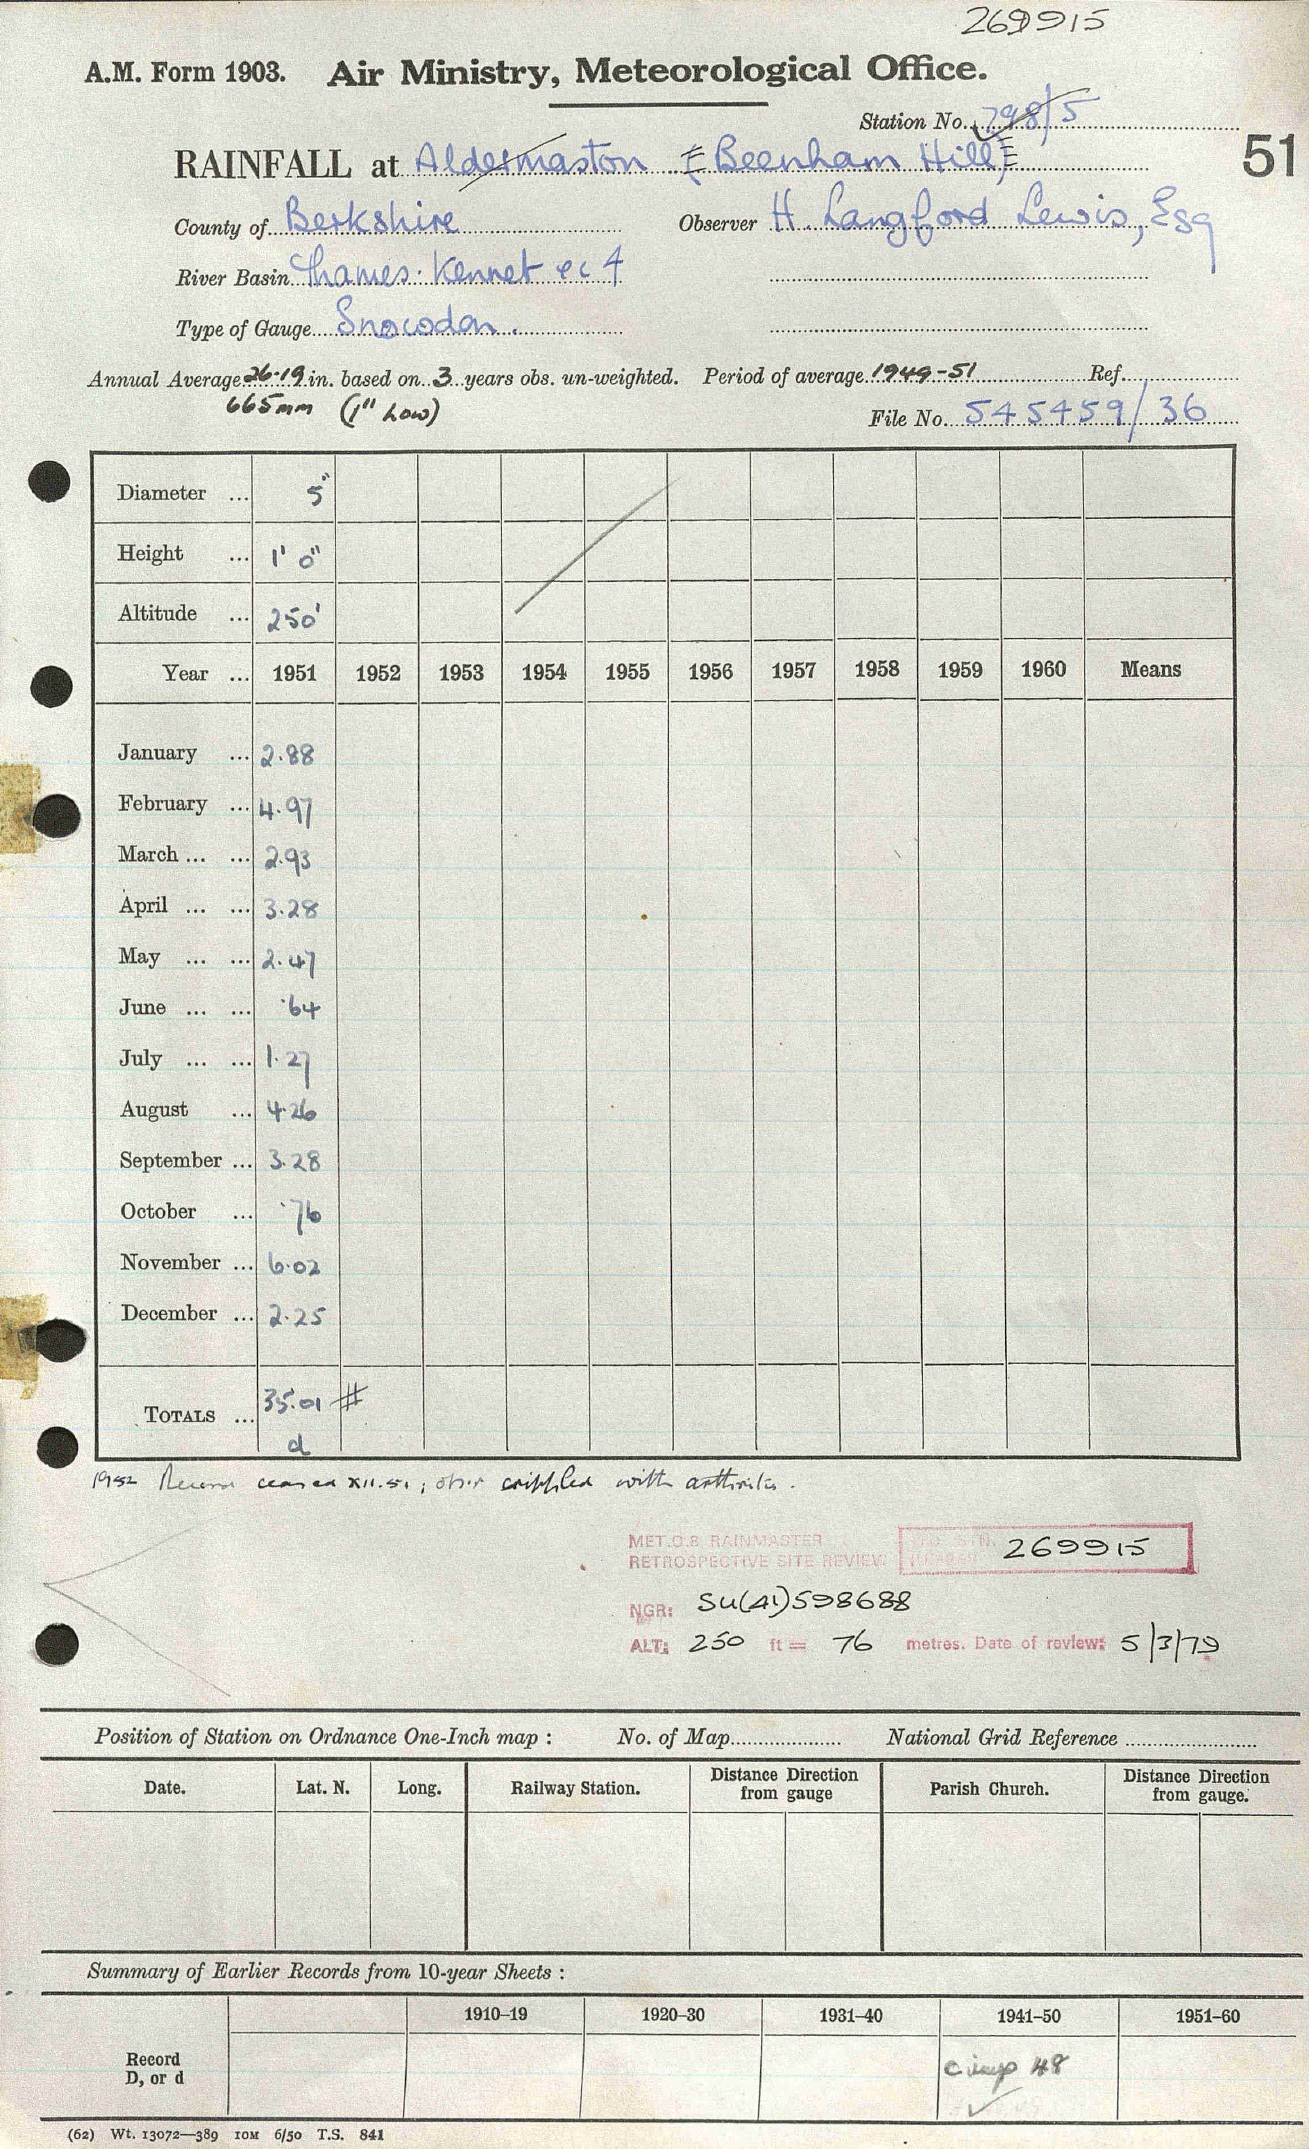 269915
A.M. Form 1903. Air Ministry, Meteorological Office.
Station No. 798/5
RAINFALL at Aldermaston (Beenham Hill) 51
County of Berkshire Observer H. Langford Lewis, Esq
River Basin Thames: Kennet ec 4
Type of Gauge Snowdon.
Annual Average 26.19 in. based on 3 years obs. un-weighted. Period of average 1949-51 Ref.
665mm (1" Low)
File No. 545459/36
Diameter ... 5"
Height ... 1' 0"
Altitude ... 250'
Year ... 1951 1952 1953 1954 1955 1956 1957 1958 1959 1960 Means
January ... 2.88
February ... 4.97
March ... ... 2.93
April ... ... 3.28
May ... ... 2.47
June ... ... .64
July ... ... 1.27
August ... 4.26
September ... 3.28
October ... .76
November ... 6.02
December ... 2.25
TOTALS ... 35.01 #
d
1952 Record ceased XII.51; obsr crippled with arthritis.
MET.O.8 RAINMASTER
RETROSPECTIVE SITE REVIEW 269915
NGR: SU(41)598688
ALT: 250 ft = 76 metres. Date of review: 5/3/79
Position of Station on Ordnance One-Inch map : No. of Map National Grid Reference
Date. Lat. N. Long. Railway Station. Distance Direction from gauge Parish Church. Distance Direction from gauge.
Summary of Earlier Records from 10-year Sheets :
1910–19 1920–30 1931–40 1941–50 1951–60
Record
D, or d
48
(62) Wt. 13072—389 10M 6/50 T.S. 841